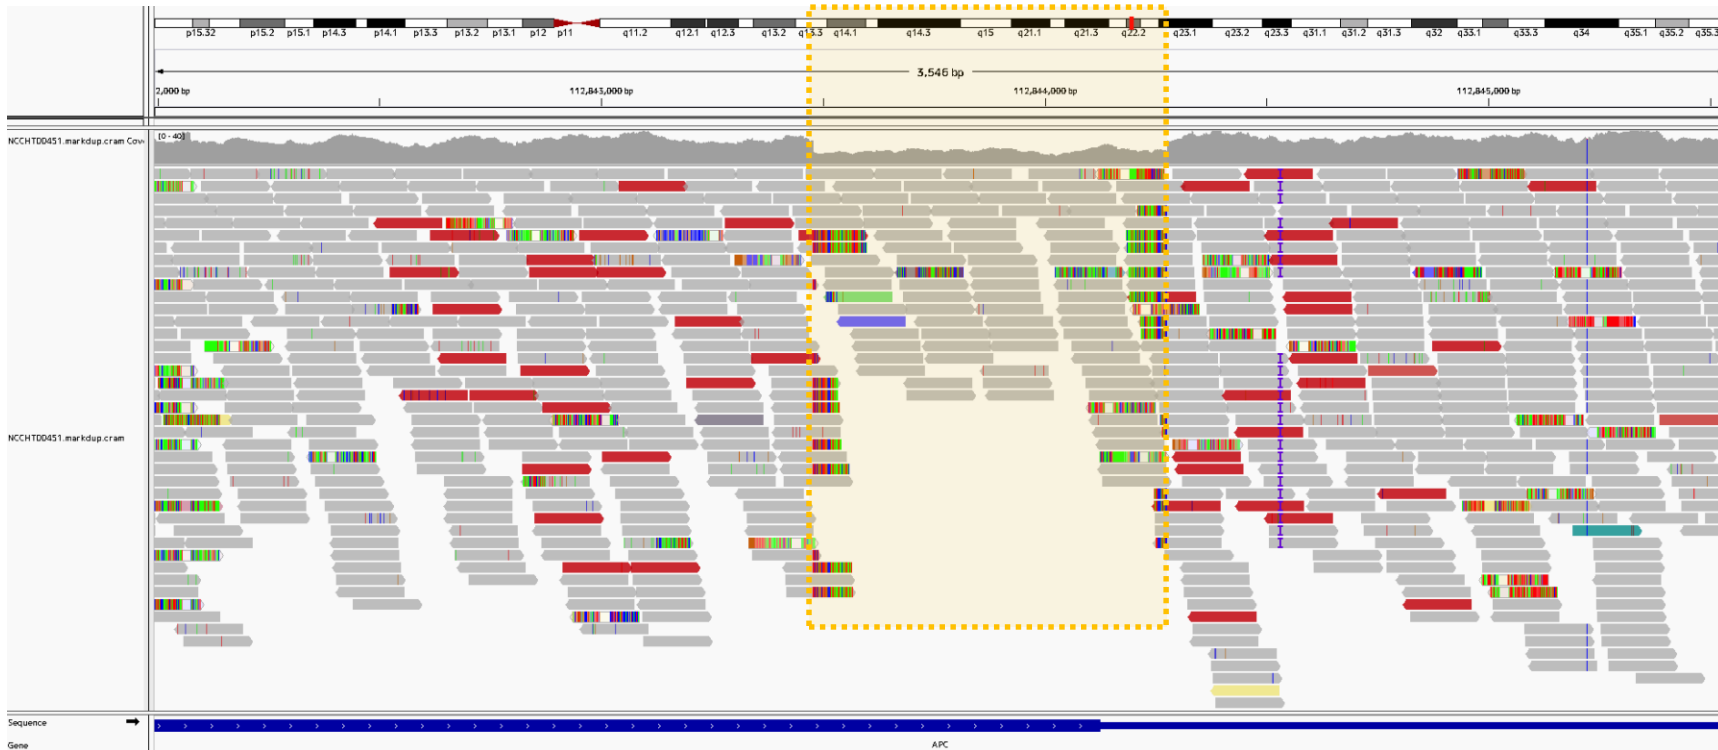 p15.32 p15.2 p15.1 p14.3 p14.1 p13.3 p13.2 p13.1 p12 p11 q11.2 q12.1 q12.3 q13.2 q13.3 q14.1 q14.3 q15 q21.1 q21.3 q22.2 q23.1 q23.2 q23.3 q31.1 q31.2 q31.3 q32 q33.1 q33.3 q34 q35.1 q35.2 q35.3
3,546 bp
2,000 bp 112,843,000 bp 112,844,000 bp 112,845,000 bp
[0 - 40]
NCCHTDD451.markdup.cram Cov
NCCHTDD451.markdup.cram
Sequence
Gene
APC